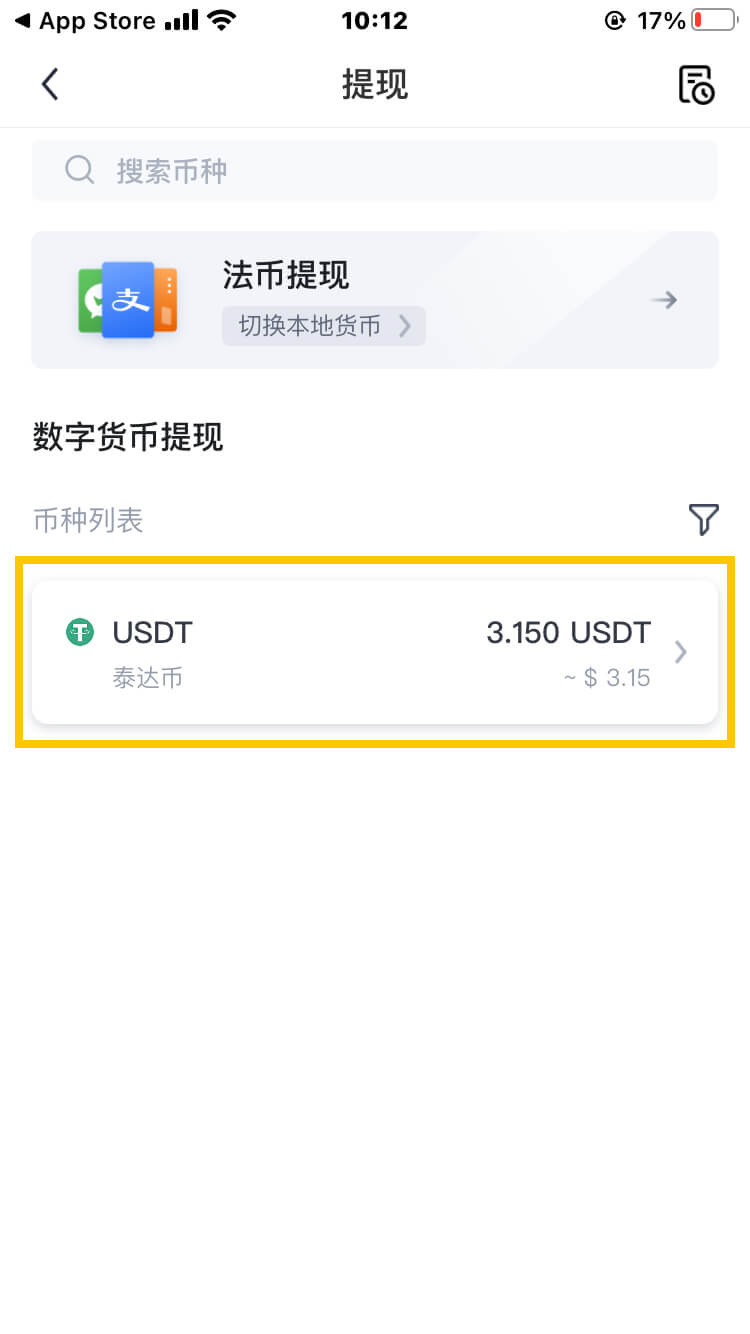 App Store
10:12
17%
提现
搜索币种
支
法币提现
切换本地货币
数字货币提现
币种列表
USDT
3.150 USDT
泰达币
~ $ 3.15